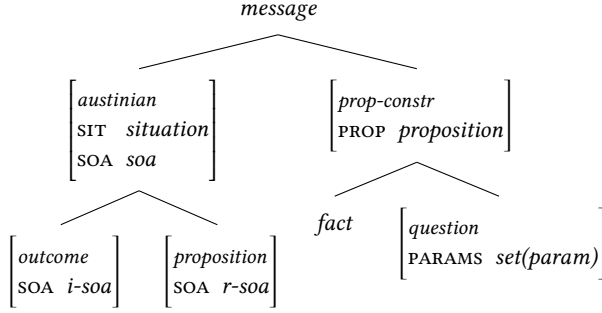 message
austinian
SIT situation
SOA soa
prop-constr
PROP proposition
outcome
SOA i-soa
proposition
SOA r-soa
fact
question
PARAMS set(param)